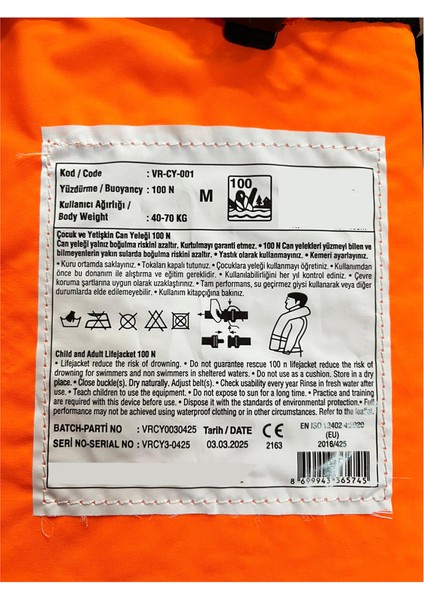 Kod / Code : VR-CY-001
Yüzdürme / Buoyancy : 100 N
Kullanıcı Ağırlığı /
Body Weight : 40-70 KG
M
100
Çocuk ve Yetişkin Can Yeleği 100 N
Can yeleği yalnız boğulma riskini azaltır. Kurtulmayı garanti etmez. • 100 N Can yelekleri yüzmeyi bilen ve
bilmeyenlerin yakın sularda boğulma riskini azaltır. • Yastık olarak kullanmayınız. • Kemeri ayarlayınız.
• Kuru ortamda saklayınız. • Tokaları kapalı tutunuz. • Çocuklara yeleği kullanmayı öğretiniz. • Kullanımdan
önce bu donanım ile alıştırma ve eğitim gereklidir. • Kullanılabilirliğini her yıl kontrol ediniz. • Çevre
koruma şartlarına uygun olarak uzaklaştırınız. • Tam performans, su geçirmez giysi kullanarak veya diğer
durumlarda elde edilemeyebilir. • Kullanım kitapçığına bakınız.
Child and Adult Lifejacket 100 N
• Lifejacket reduce the risk of drowning. • Do not guarantee rescue 100 n lifejacket reduce the risk of
drowning for swimmers and non swimmers in sheltered waters. • Do not use as a cushion. Store in a dry
place. • Close buckle(s). Dry naturally, Adjust belt(s). • Check usability every year Rinse in fresh water after
use. • Teach children to use the equipment. • Do not expose to sun for a long time. • Practice and training
are required with this device before use. • Dispose it with the standards of environmental protection. • Full
performance may not be achieved using waterproof clothing or in other circumstances. Refer to the leaflet.
BATCH-PARTİ NO : VRCY0030425 Tarih / DATE CE EN ISO 12402-4:2020
(EU)
SERİ NO-SERIAL NO : VRCY3-0425 03.03.2025 2163 2016/425
8 699943 365745